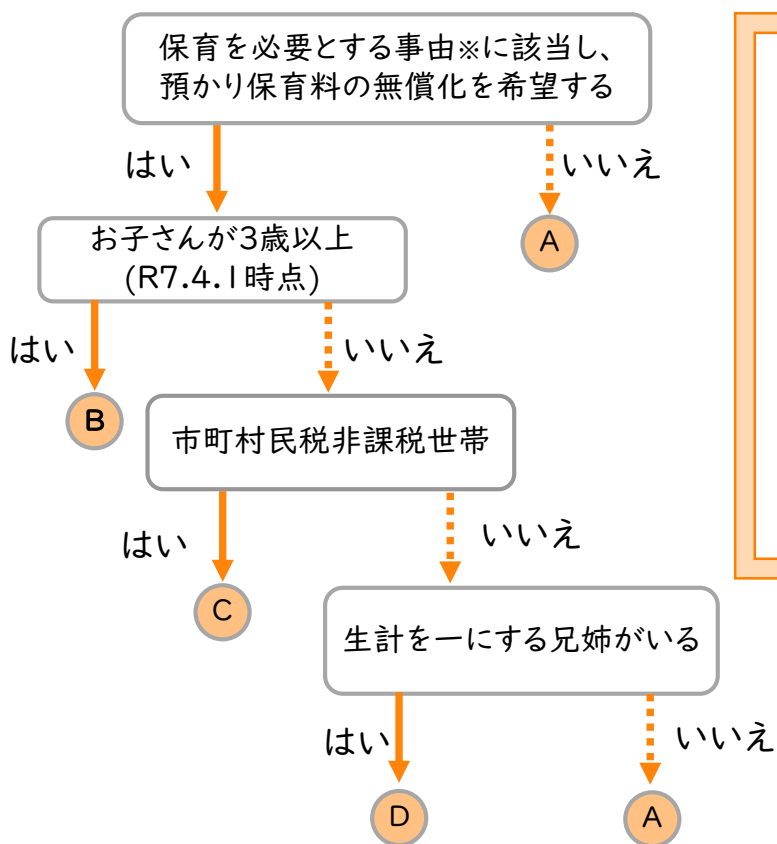 保育を必要とする事由※に該当し、
預かり保育料の無償化を希望する
はい
いいえ
A
お子さんが3歳以上
(R7.4.1時点)
はい
いいえ
B
市町村民税非課税世帯
はい
いいえ
C
生計を一にする兄姉がいる
はい
いいえ
D
A